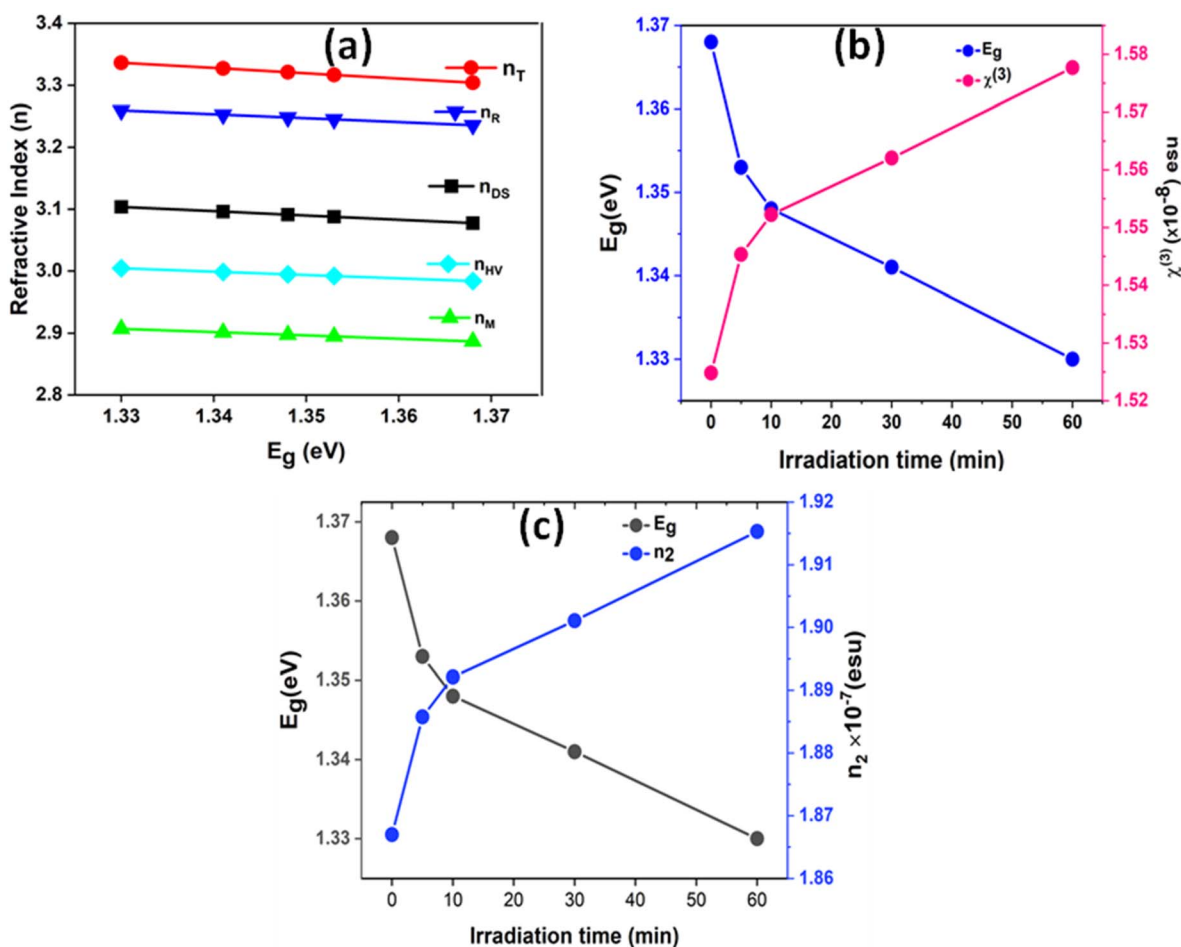 (a)
3.4
3.3
3.2
3.1
3.0
2.9
2.8
Refractive Index (n)
n_T
n_R
n_DS
n_HV
n_M
1.33 1.34 1.35 1.36 1.37
E_g (eV)
(b)
1.37
1.36
1.35
1.34
1.33
E_g(eV)
E_g
χ^(3)
1.58
1.57
1.56
1.55
1.54
1.53
1.52
χ^(3) (x10^-8) esu
0 10 20 30 40 50 60
Irradiation time (min)
(c)
1.37
1.36
1.35
1.34
1.33
E_g(eV)
E_g
n_2
1.92
1.91
1.90
1.89
1.88
1.87
1.86
n_2 ×10^-7(esu)
0 10 20 30 40 50 60
Irradiation time (min)